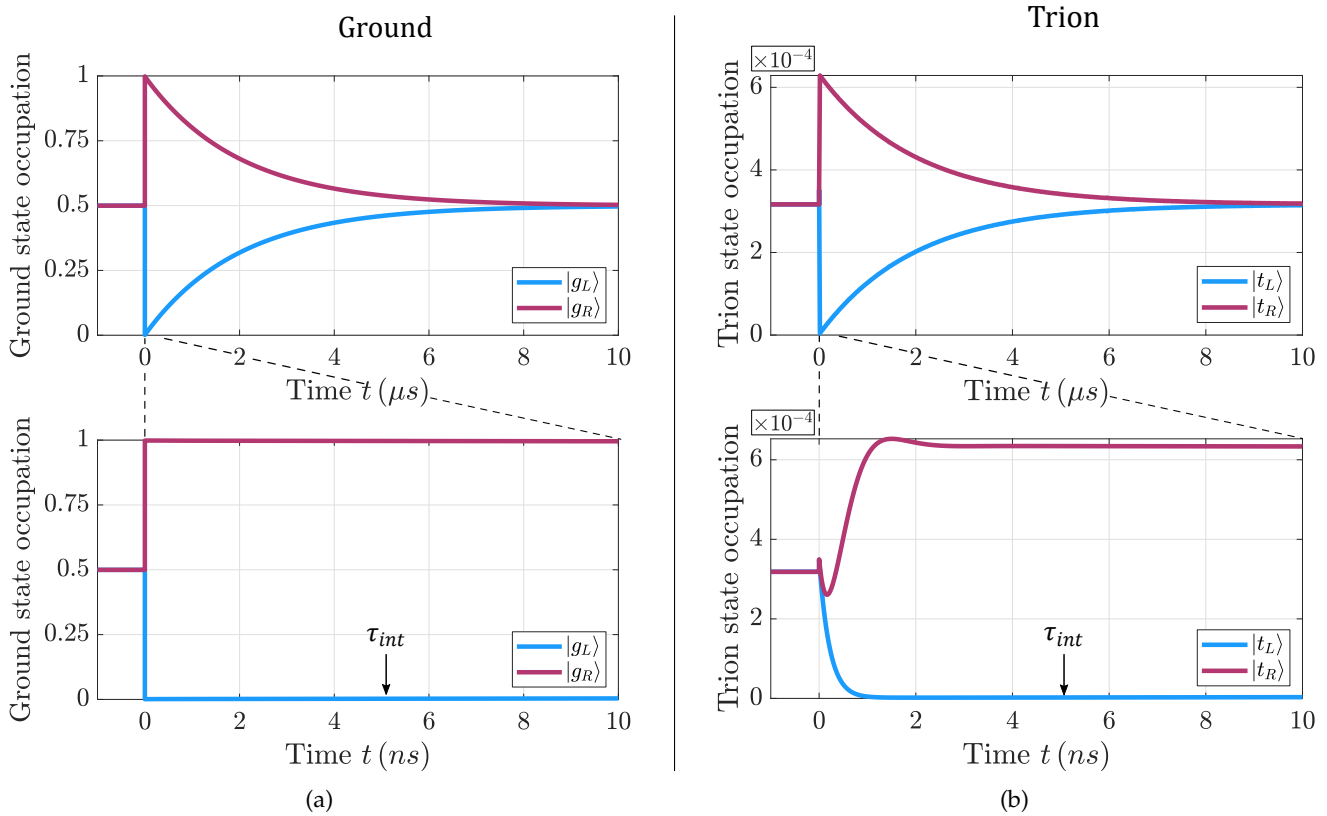 Ground
Ground state occupation
1
0.75
0.5
0.25
0
|g_L⟩
|g_R⟩
0 2 4 6 8 10
Time t (μs)
Ground state occupation
1
0.75
0.5
0.25
0
τ_int
|g_L⟩
|g_R⟩
0 2 4 6 8 10
Time t (ns)
(a)
Trion
×10⁻⁴
Trion state occupation
6
4
2
0
|t_L⟩
|t_R⟩
0 2 4 6 8 10
Time t (μs)
×10⁻⁴
Trion state occupation
6
4
2
0
τ_int
|t_L⟩
|t_R⟩
0 2 4 6 8 10
Time t (ns)
(b)